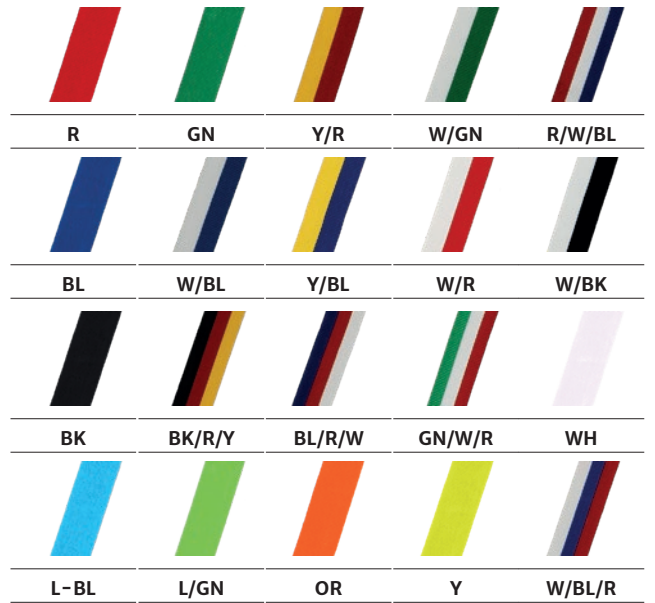 R GN Y/R W/GN R/W/BL
BL W/BL Y/BL W/R W/BK
BK BK/R/Y BL/R/W GN/W/R WH
L-BL L/GN OR Y W/BL/R